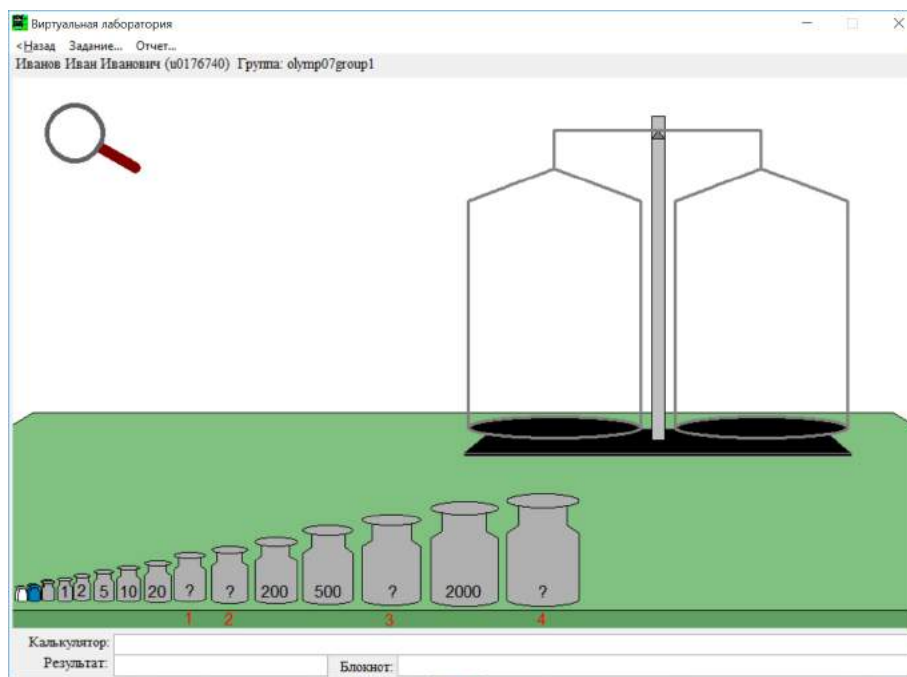 Виртуальная лаборатория
<Назад Задание... Отчет...
Иванов Иван Иванович (u0176740) Группа: olymp07group1
1 2 5 10 20 ? ? 200 500 ? 2000 ?
1 2 3 4
Калькулятор:
Результат: Блокнот: